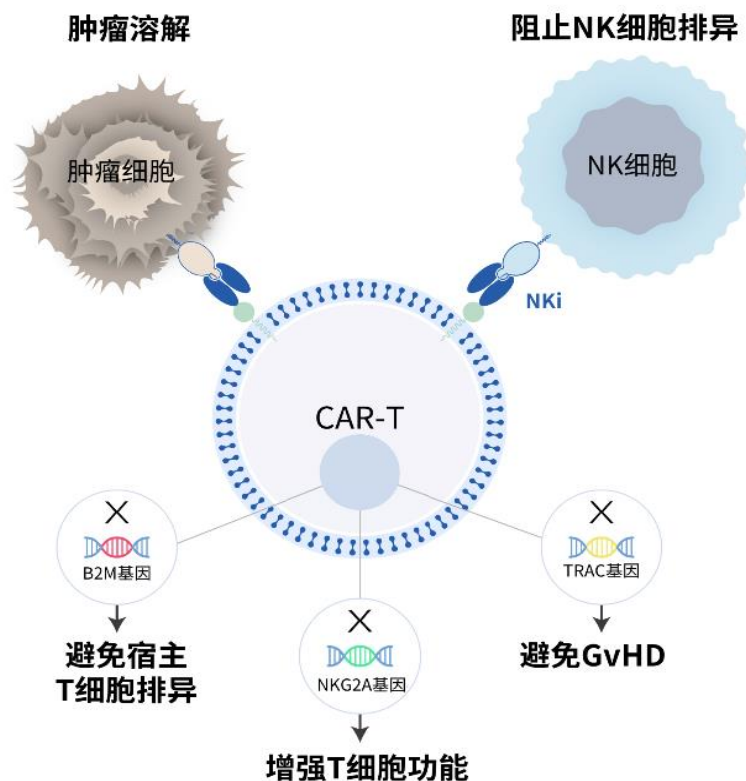 肿瘤溶解
阻止NK细胞排异
肿瘤细胞
NK细胞
NKi
CAR-T
B2M基因
TRAC基因
避免宿主
T细胞排异
NKG2A基因
避免GvHD
增强T细胞功能